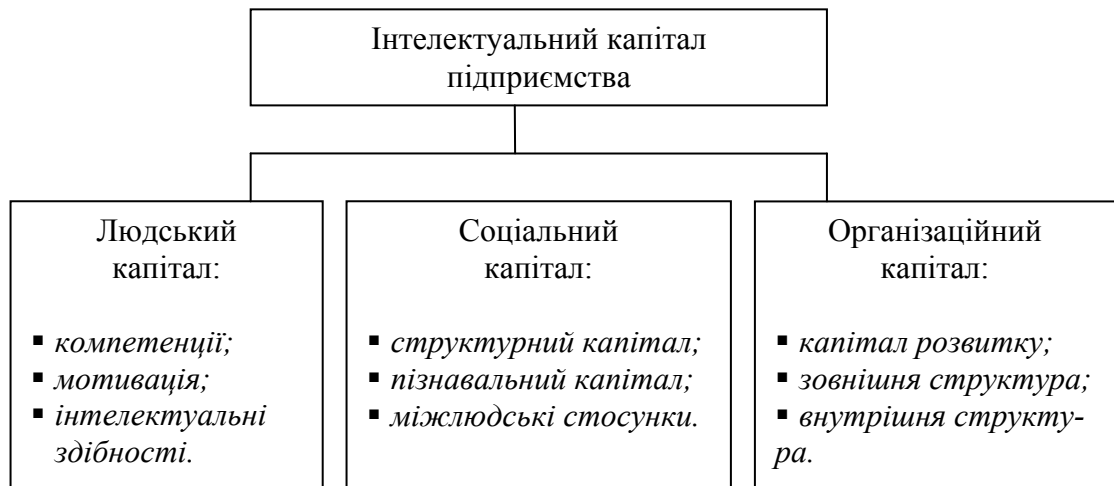 Інтелектуальний капітал
підприємства
Людський
капітал:
▪ компетенції;
▪ мотивація;
▪ інтелектуальні
здібності.
Соціальний
капітал:
▪ структурний капітал;
▪ пізнавальний капітал;
▪ міжлюдські стосунки.
Організаційний
капітал:
▪ капітал розвитку;
▪ зовнішня структура;
▪ внутрішня структу-
ра.